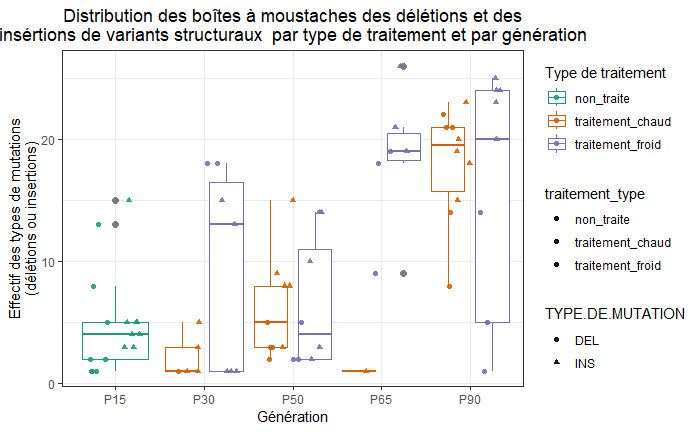 Distribution des boîtes à moustaches des délétions et des
insértions de variants structuraux  par type de traitement et par génération
Effectif des types de mutations
(délétions ou insertions)
20
10
0
P15
P30
P50
P65
P90
Génération
Type de traitement
non_traite
traitement_chaud
traitement_froid
traitement_type
non_traite
traitement_chaud
traitement_froid
TYPE.DE.MUTATION
DEL
INS